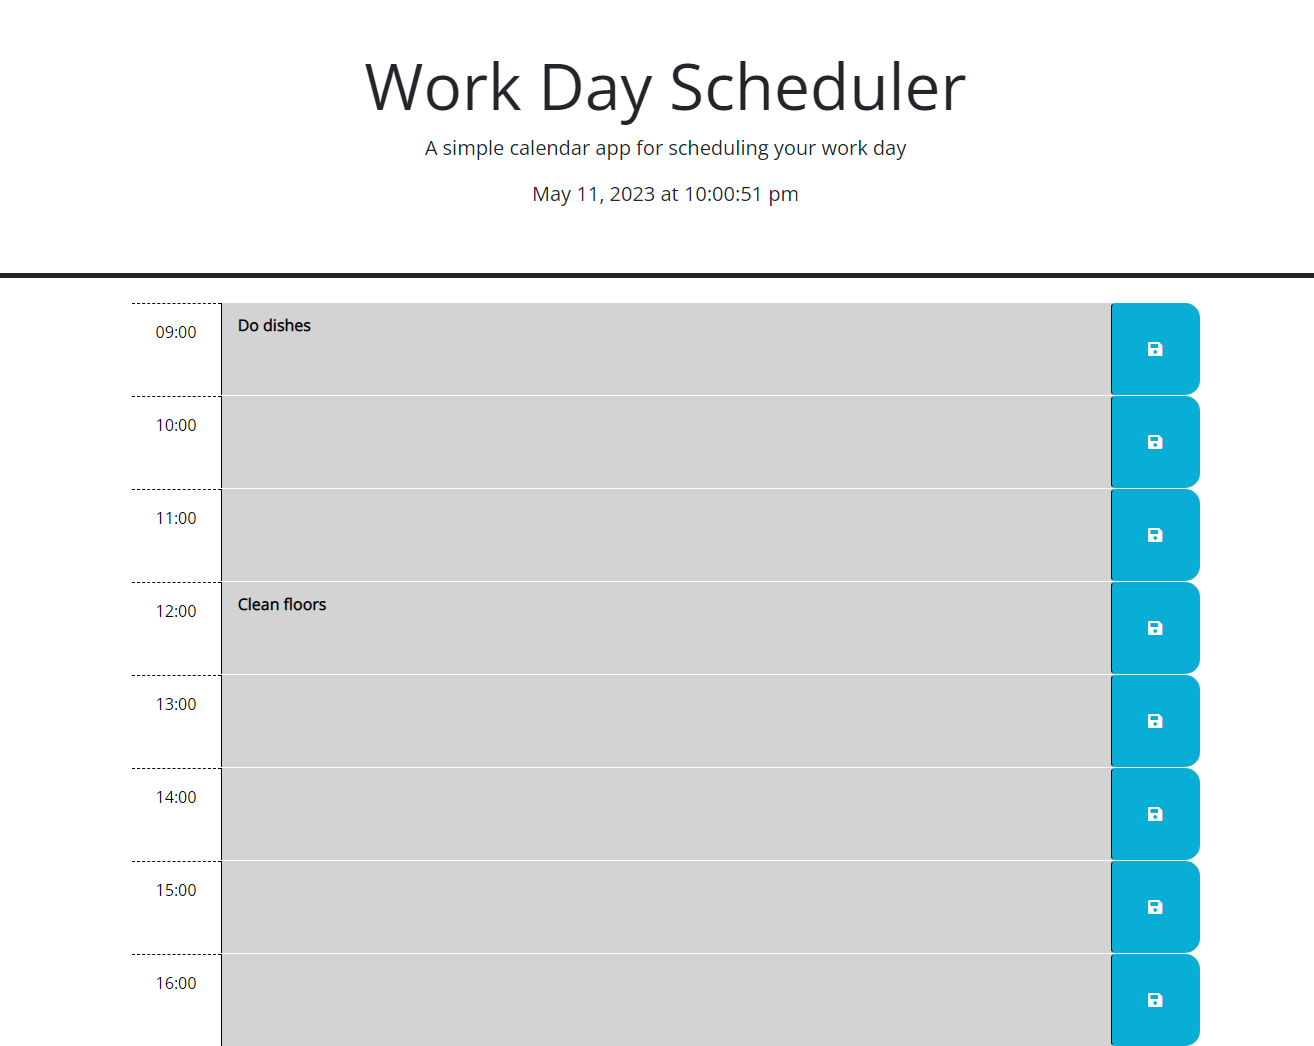 Work Day Scheduler
A simple calendar app for scheduling your work day
May 11, 2023 at 10:00:51 pm
09:00 Do dishes
10:00
11:00
12:00 Clean floors
13:00
14:00
15:00
16:00